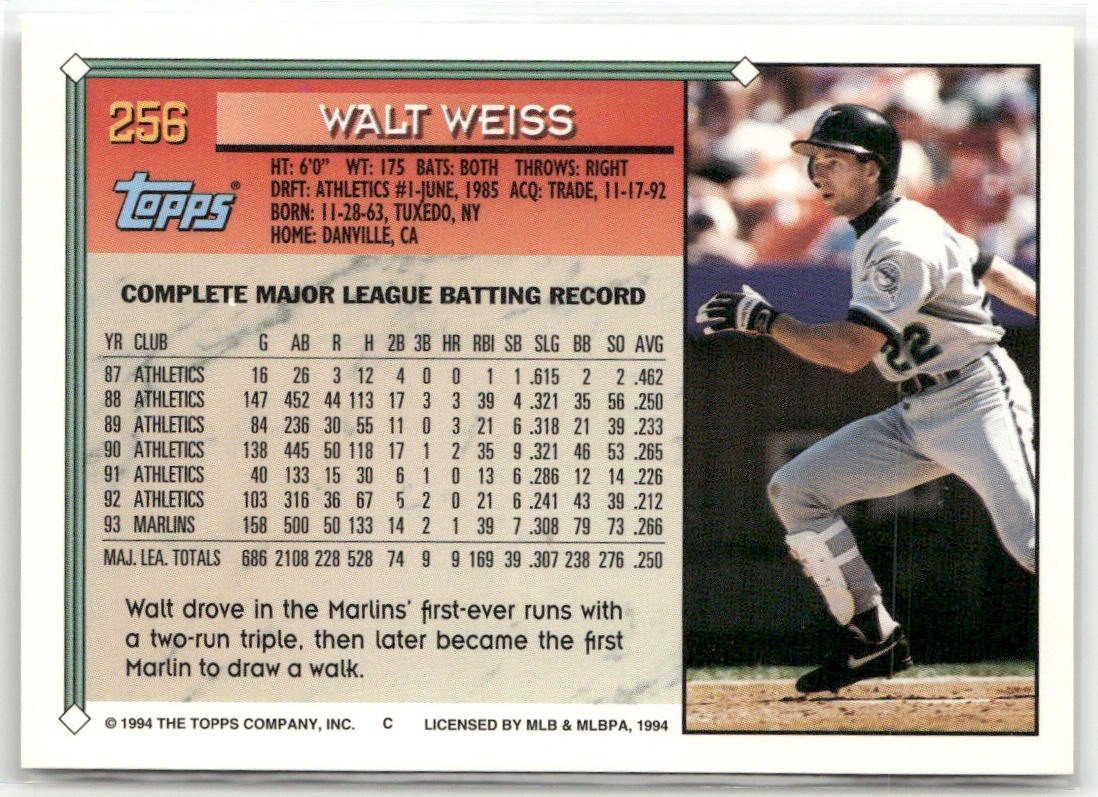 256
WALT WEISS
Topps®
HT: 6'0" WT: 175 BATS: BOTH THROWS: RIGHT
DRFT: ATHLETICS #1-JUNE, 1985 ACQ: TRADE, 11-17-92
BORN: 11-28-63, TUXEDO, NY
HOME: DANVILLE, CA
COMPLETE MAJOR LEAGUE BATTING RECORD
YR CLUB G AB R H 2B 3B HR RBI SB SLG BB SO AVG
87 ATHLETICS 16 26 3 12 4 0 0 1 1 .615 2 2 .462
88 ATHLETICS 147 452 44 113 17 3 3 39 4 .321 35 56 .250
89 ATHLETICS 84 236 30 55 11 0 3 21 6 .318 21 39 .233
90 ATHLETICS 138 445 50 118 17 1 2 35 9 .321 46 53 .265
91 ATHLETICS 40 133 15 30 6 1 0 13 6 .286 12 14 .226
92 ATHLETICS 103 316 36 67 5 2 0 21 6 .241 43 39 .212
93 MARLINS 158 500 50 133 14 2 1 39 7 .308 79 73 .266
MAJ. LEA. TOTALS 686 2108 228 528 74 9 9 169 39 .307 238 276 .250
Walt drove in the Marlins' first-ever runs with
a two-run triple, then later became the first
Marlin to draw a walk.
© 1994 THE TOPPS COMPANY, INC. C LICENSED BY MLB & MLBPA, 1994
22